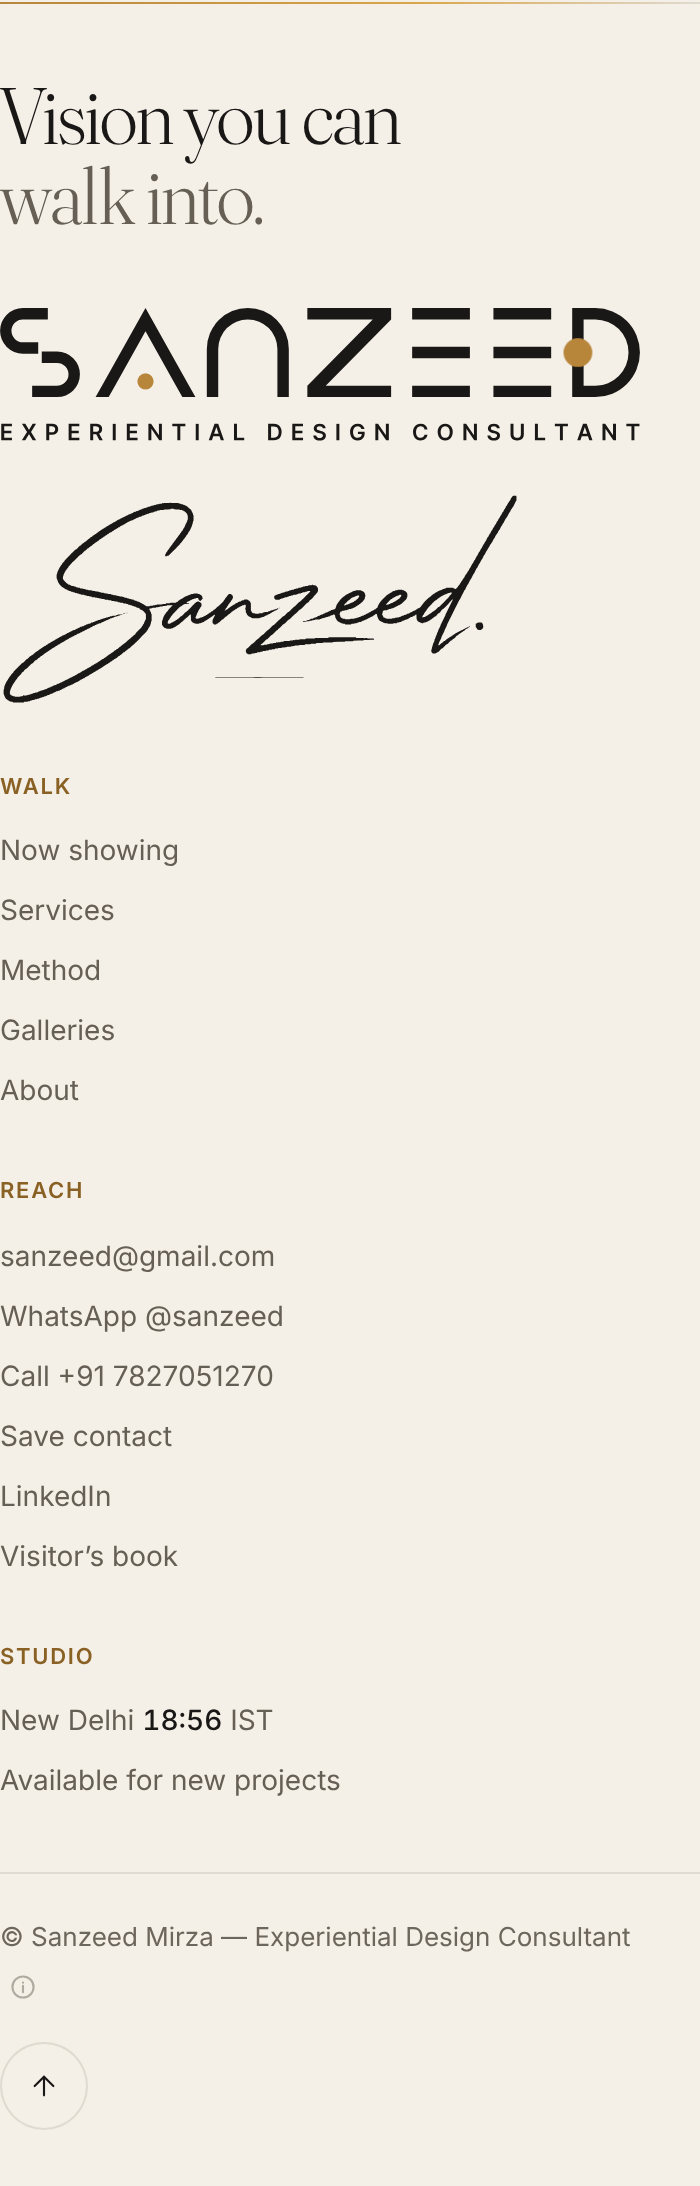 Vision you can
walk into.
SANZEED
EXPERIENTIAL DESIGN CONSULTANT
Sanzeed.
WALK
Now showing
Services
Method
Galleries
About
REACH
sanzeed@gmail.com
WhatsApp @sanzeed
Call +91 7827051270
Save contact
LinkedIn
Visitor’s book
STUDIO
New Delhi 18:56 IST
Available for new projects
© Sanzeed Mirza — Experiential Design Consultant